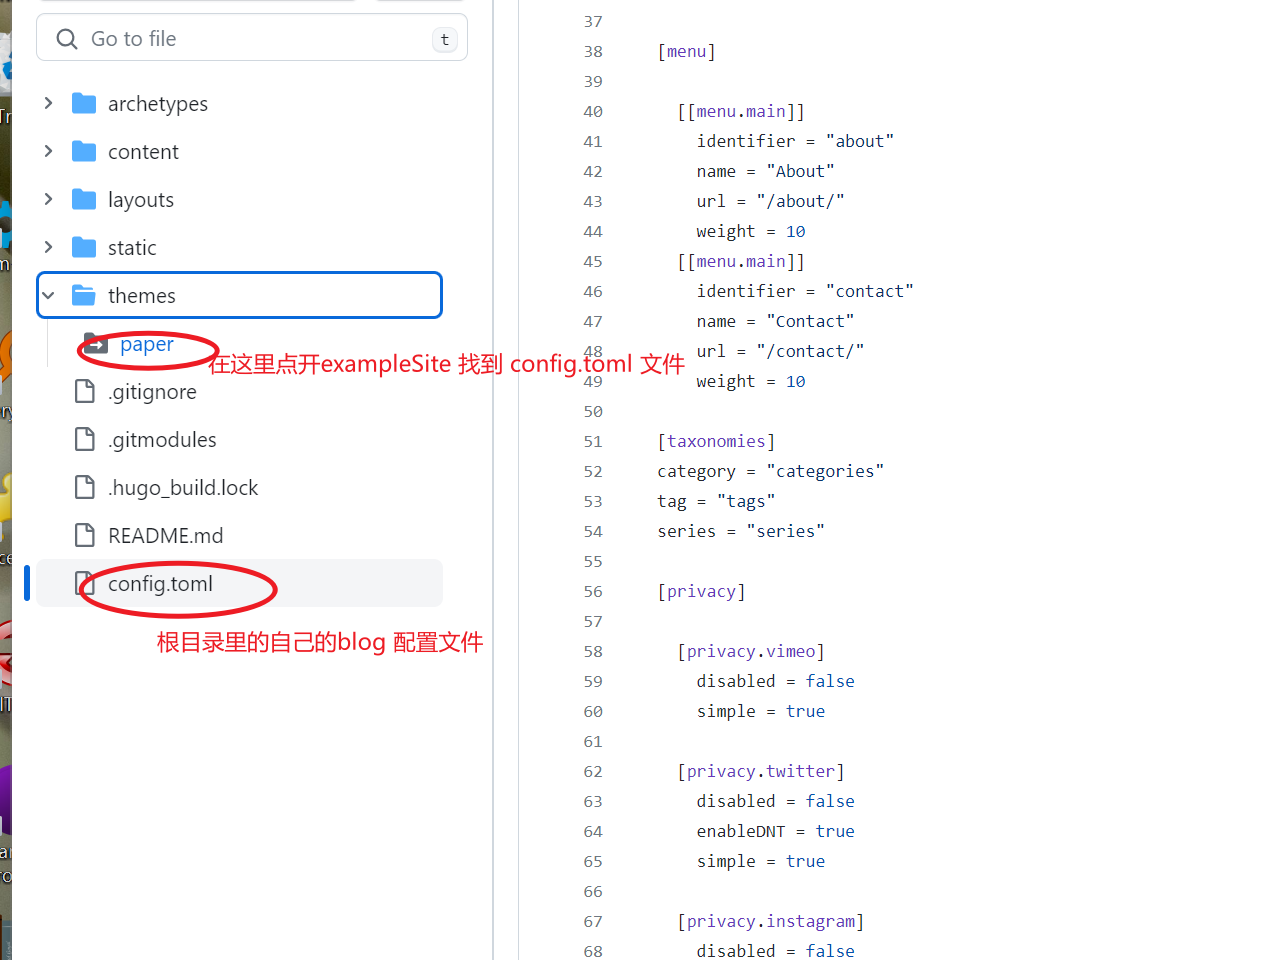 Go to file
t
archetypes
content
layouts
static
themes
paper
在这里点开exampleSite 找到 config.toml 文件
.gitignore
.gitmodules
.hugo_build.lock
README.md
config.toml
根目录里的自己的blog 配置文件
37
38 [menu]
39
40 [[menu.main]]
41 identifier = "about"
42 name = "About"
43 url = "/about/"
44 weight = 10
45 [[menu.main]]
46 identifier = "contact"
47 name = "Contact"
48 url = "/contact/"
49 weight = 10
50
51 [taxonomies]
52 category = "categories"
53 tag = "tags"
54 series = "series"
55
56 [privacy]
57
58 [privacy.vimeo]
59 disabled = false
60 simple = true
61
62 [privacy.twitter]
63 disabled = false
64 enableDNT = true
65 simple = true
66
67 [privacy.instagram]
68 disabled = false